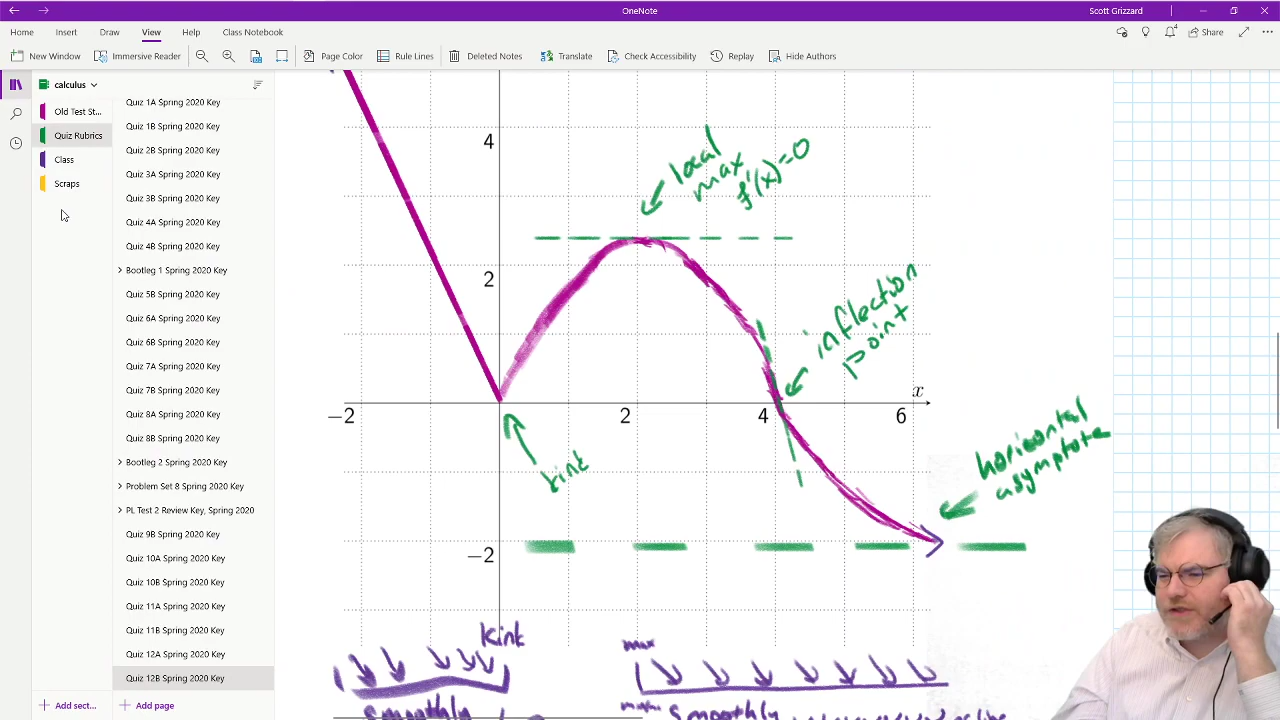 OneNote
Scott Grizzard
Home Insert Draw View Help Class Notebook
Share
New Window Immersive Reader Page Color Rule Lines Deleted Notes Translate Check Accessibility Replay Hide Authors
calculus
Old Test St...
Quiz Rubrics
Class
Scraps
Add sect...
Quiz 1A Spring 2020 Key
Quiz 1B Spring 2020 Key
Quiz 2B Spring 2020 Key
Quiz 3A Spring 2020 Key
Quiz 3B Spring 2020 Key
Quiz 4A Spring 2020 Key
Quiz 4B Spring 2020 Key
Bootleg 1 Spring 2020 Key
Quiz 5B Spring 2020 Key
Quiz 6A Spring 2020 Key
Quiz 6B Spring 2020 Key
Quiz 7A Spring 2020 Key
Quiz 7B Spring 2020 Key
Quiz 8A Spring 2020 Key
Quiz 8B Spring 2020 Key
Bootleg 2 Spring 2020 Key
Problem Set 8 Spring 2020 Key
PL Test 2 Review Key, Spring 2020
Quiz 9B Spring 2020 Key
Quiz 10A Spring 2020 Key
Quiz 10B Spring 2020 Key
Quiz 11A Spring 2020 Key
Quiz 11B Spring 2020 Key
Quiz 12A Spring 2020 Key
Quiz 12B Spring 2020 Key
Add page
4
local
max
f'(x)=0
2
inflection
point
x
−2 2 4 6
kink
horizontal
asymptote
−2
kink
max
smoothly
smoothly